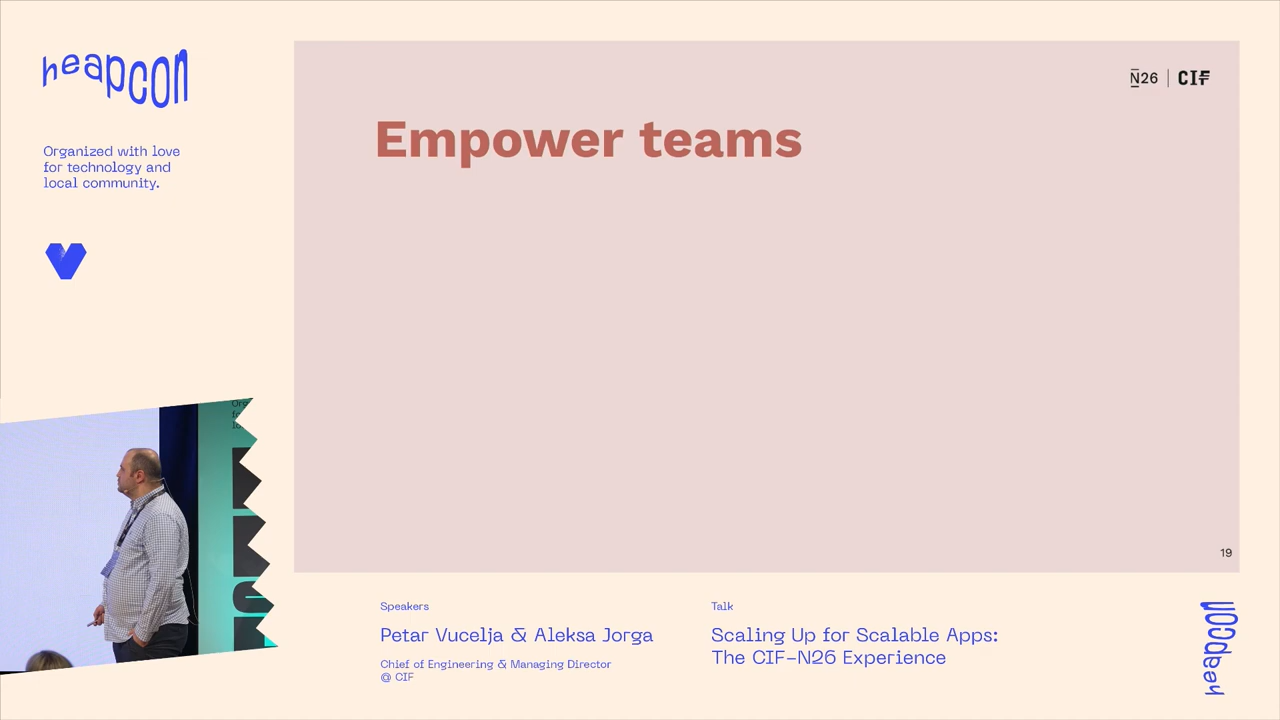 heapcon
Organized with love
for technology and
local community.
N26 | CIF
Empower teams
19
Speakers
Petar Vucelja & Aleksa Jorga
Chief of Engineering & Managing Director
@ CIF
Talk
Scaling Up for Scalable Apps:
The CIF–N26 Experience
heapcon